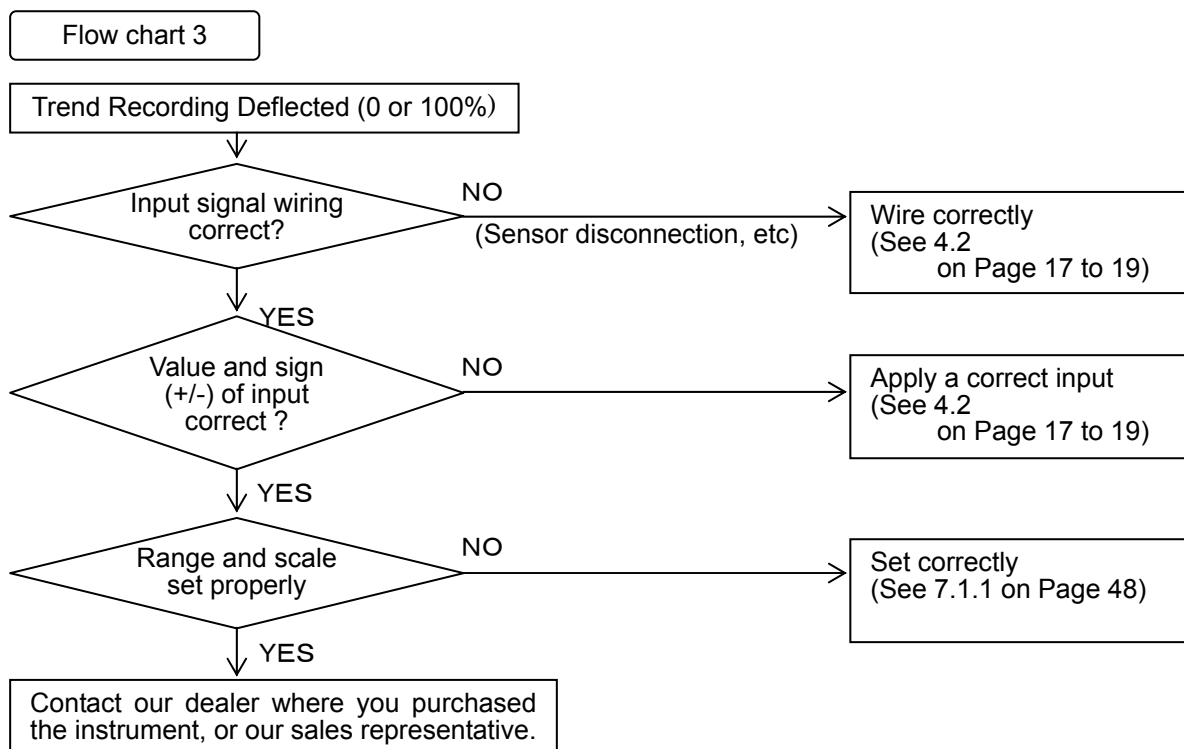 Flow chart 3
Trend Recording Deflected (0 or 100%)
Input signal wiring
correct?
NO
(Sensor disconnection, etc)
Wire correctly
(See 4.2
on Page 17 to 19)
YES
Value and sign
(+/-) of input
correct ?
NO
Apply a correct input
(See 4.2
on Page 17 to 19)
YES
Range and scale
set properly
NO
Set correctly
(See 7.1.1 on Page 48)
YES
Contact our dealer where you purchased
the instrument, or our sales representative.